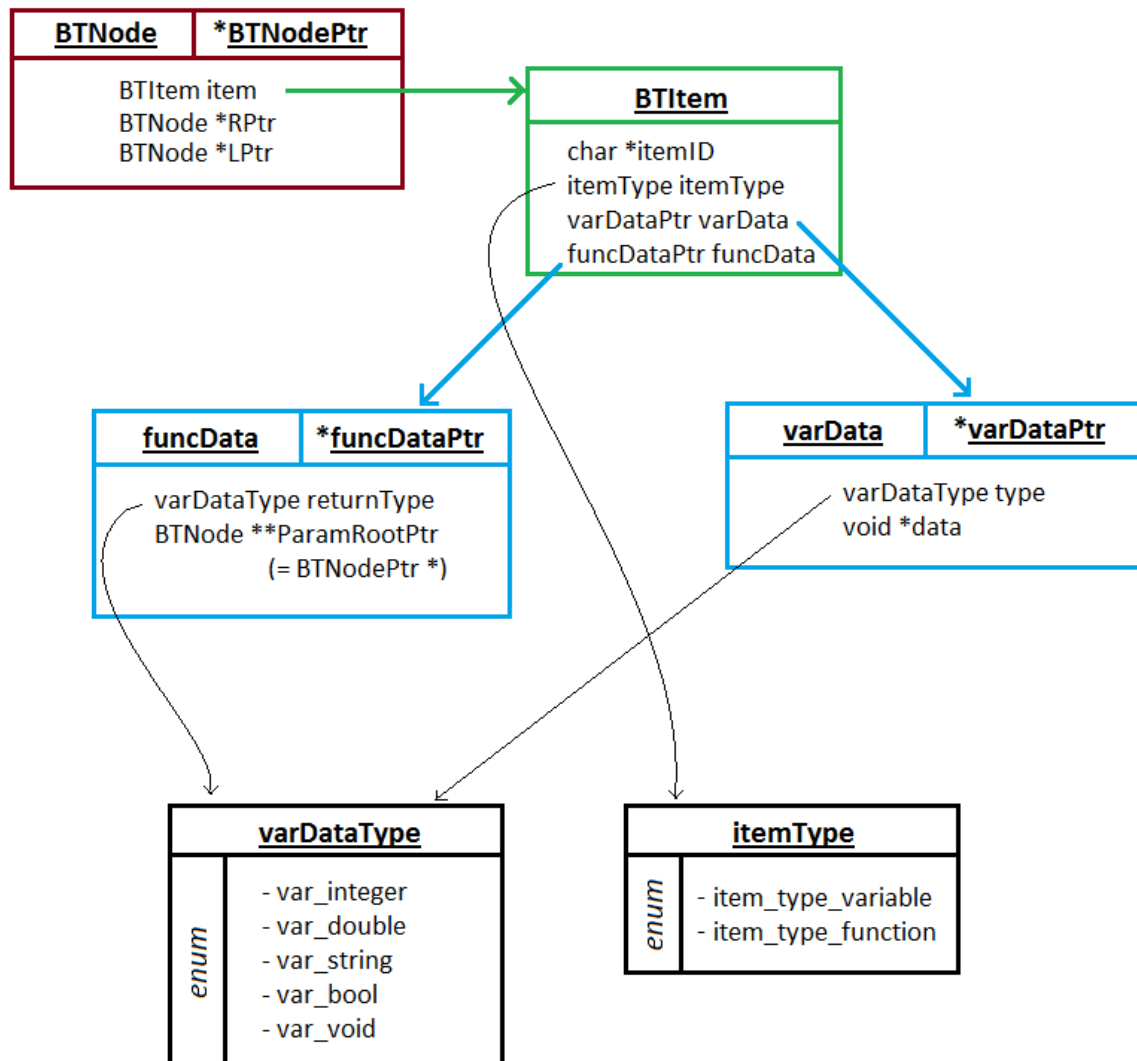 BTNode *BTNodePtr
BTItem item
BTNode *RPtr
BTNode *LPtr
BTItem
char *itemID
itemType itemType
varDataPtr varData
funcDataPtr funcData
funcData *funcDataPtr
varDataType returnType
BTNode **ParamRootPtr
(= BTNodePtr *)
varData *varDataPtr
varDataType type
void *data
varDataType
enum
- var_integer
- var_double
- var_string
- var_bool
- var_void
itemType
enum
- item_type_variable
- item_type_function